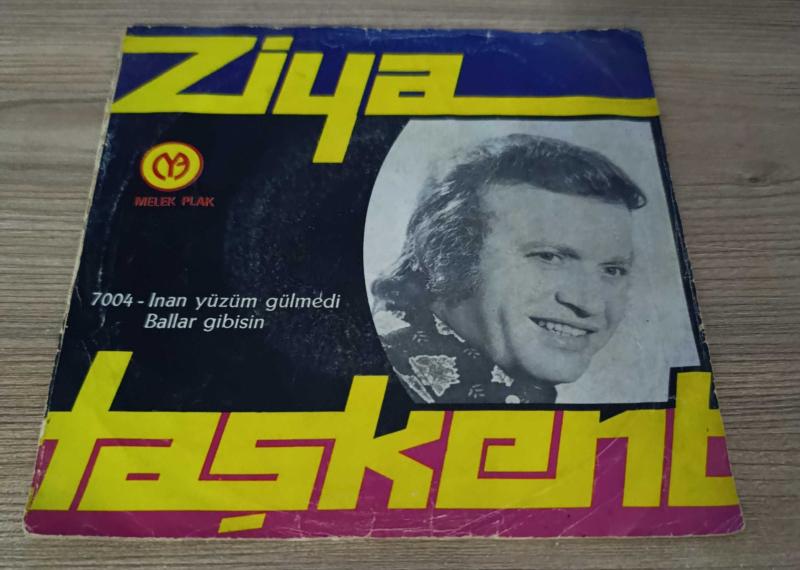 Ziya
MELEK PLAK
7004 - Inan yüzüm gülmedi
Ballar gibisin
taşkent